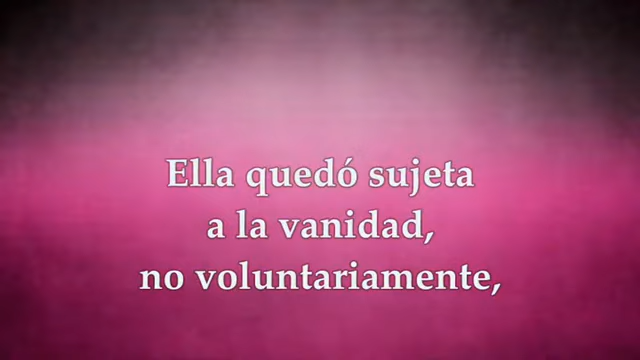 Ella quedó sujeta
a la vanidad,
no voluntariamente,